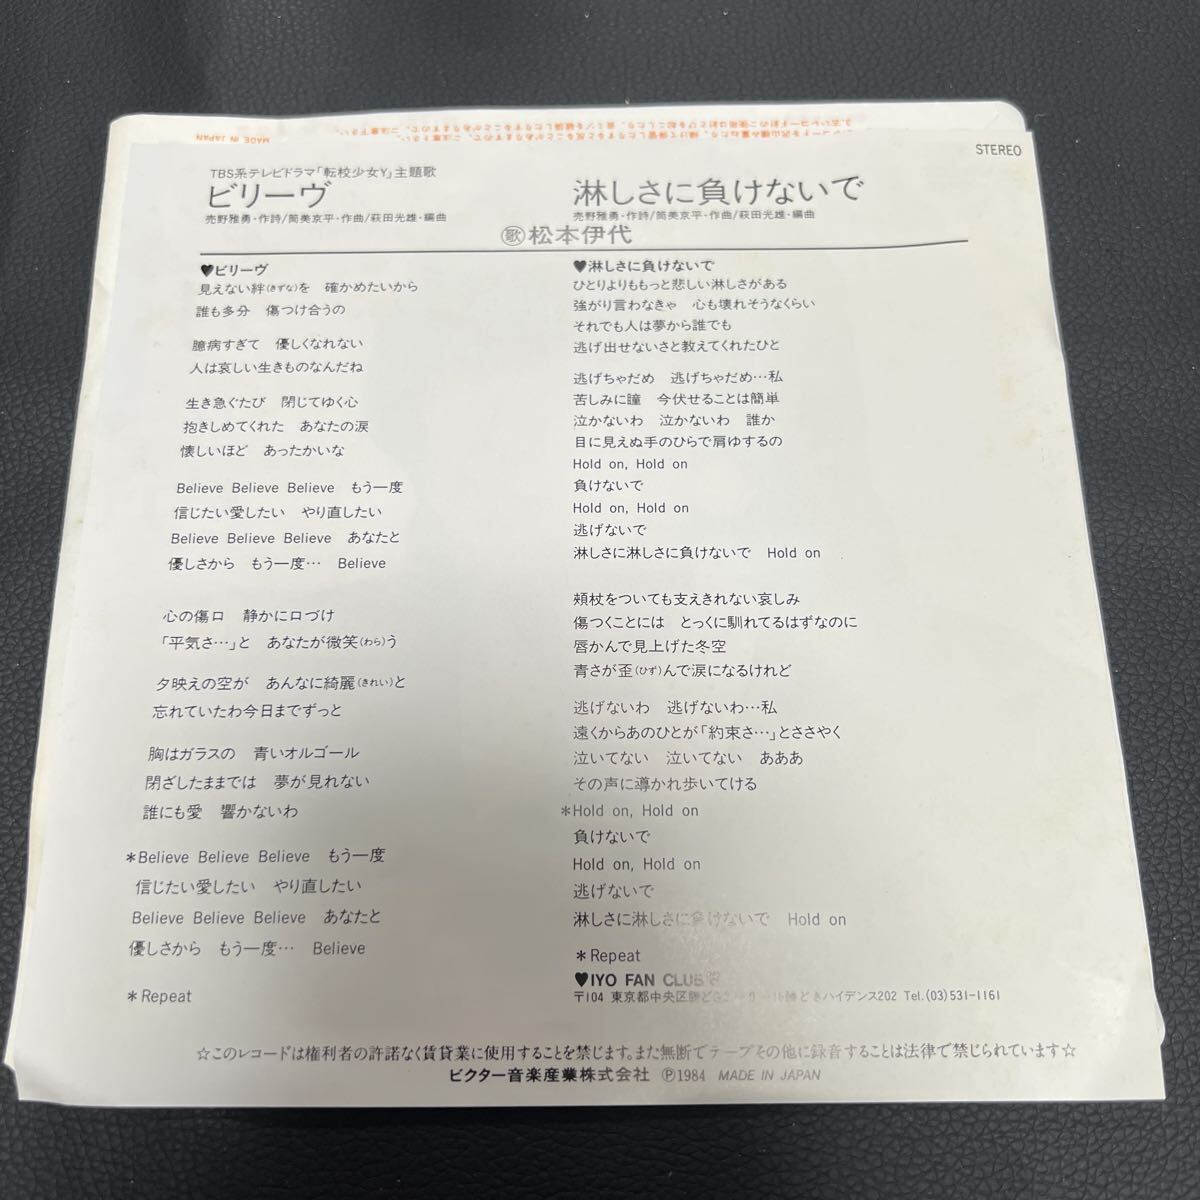 MADE IN JAPAN
STEREO
TBS系テレビドラマ「転校少女Y」主題歌
ビリーヴ
売野雅勇・作詩/筒美京平・作曲/萩田光雄・編曲
淋しさに負けないで
売野雅勇・作詩/筒美京平・作曲/萩田光雄・編曲
歌 松本伊代
♥ビリーヴ
見えない絆(きずな)を 確かめたいから
誰も多分 傷つけ合うの
臆病すぎて 優しくなれない
人は哀しい生きものなんだね
生き急ぐたび 閉じてゆく心
抱きしめてくれた あなたの涙
懐しいほど あったかいな
Believe Believe Believe もう一度
信じたい愛したい やり直したい
Believe Believe Believe あなたと
優しさから もう一度… Believe
心の傷口 静かに口づけ
「平気さ…」と あなたが微笑(わら)う
夕映えの空が あんなに綺麗(きれい)と
忘れていたわ今日までずっと
胸はガラスの 青いオルゴール
閉ざしたままでは 夢が見れない
誰にも愛 響かないわ
*Believe Believe Believe もう一度
信じたい愛したい やり直したい
Believe Believe Believe あなたと
優しさから もう一度… Believe
*Repeat
♥淋しさに負けないで
ひとりよりももっと悲しい淋しさがある
強がり言わなきゃ 心も壊れそうなくらい
それでも人は夢から誰でも
逃げ出せないさと教えてくれたひと
逃げちゃだめ 逃げちゃだめ…私
苦しみに瞳 今伏せることは簡単
泣かないわ 泣かないわ 誰か
目に見えぬ手のひらで肩ゆするの
Hold on, Hold on
負けないで
Hold on, Hold on
逃げないで
淋しさに淋しさに負けないで Hold on
頬杖をついても支えきれない哀しみ
傷つくことには とっくに馴れてるはずなのに
唇かんで見上げた冬空
青さが歪(ひず)んで涙になるけれど
逃げないわ 逃げないわ…私
遠くからあのひとが「約束さ…」とささやく
泣いてない 泣いてない あああ
その声に導かれ歩いてける
*Hold on, Hold on
負けないで
Hold on, Hold on
逃げないで
淋しさに淋しさに負けないで Hold on
*Repeat
♥IYO FAN CLUB
〒104 東京都中央区勝どき ハイデンス202 Tel.(03)531-1161
☆このレコードは権利者の許諾なく賃貸業に使用することを禁じます。また無断でテープその他に録音することは法律で禁じられています☆
ビクター音楽産業株式会社 Ⓟ1984 MADE IN JAPAN